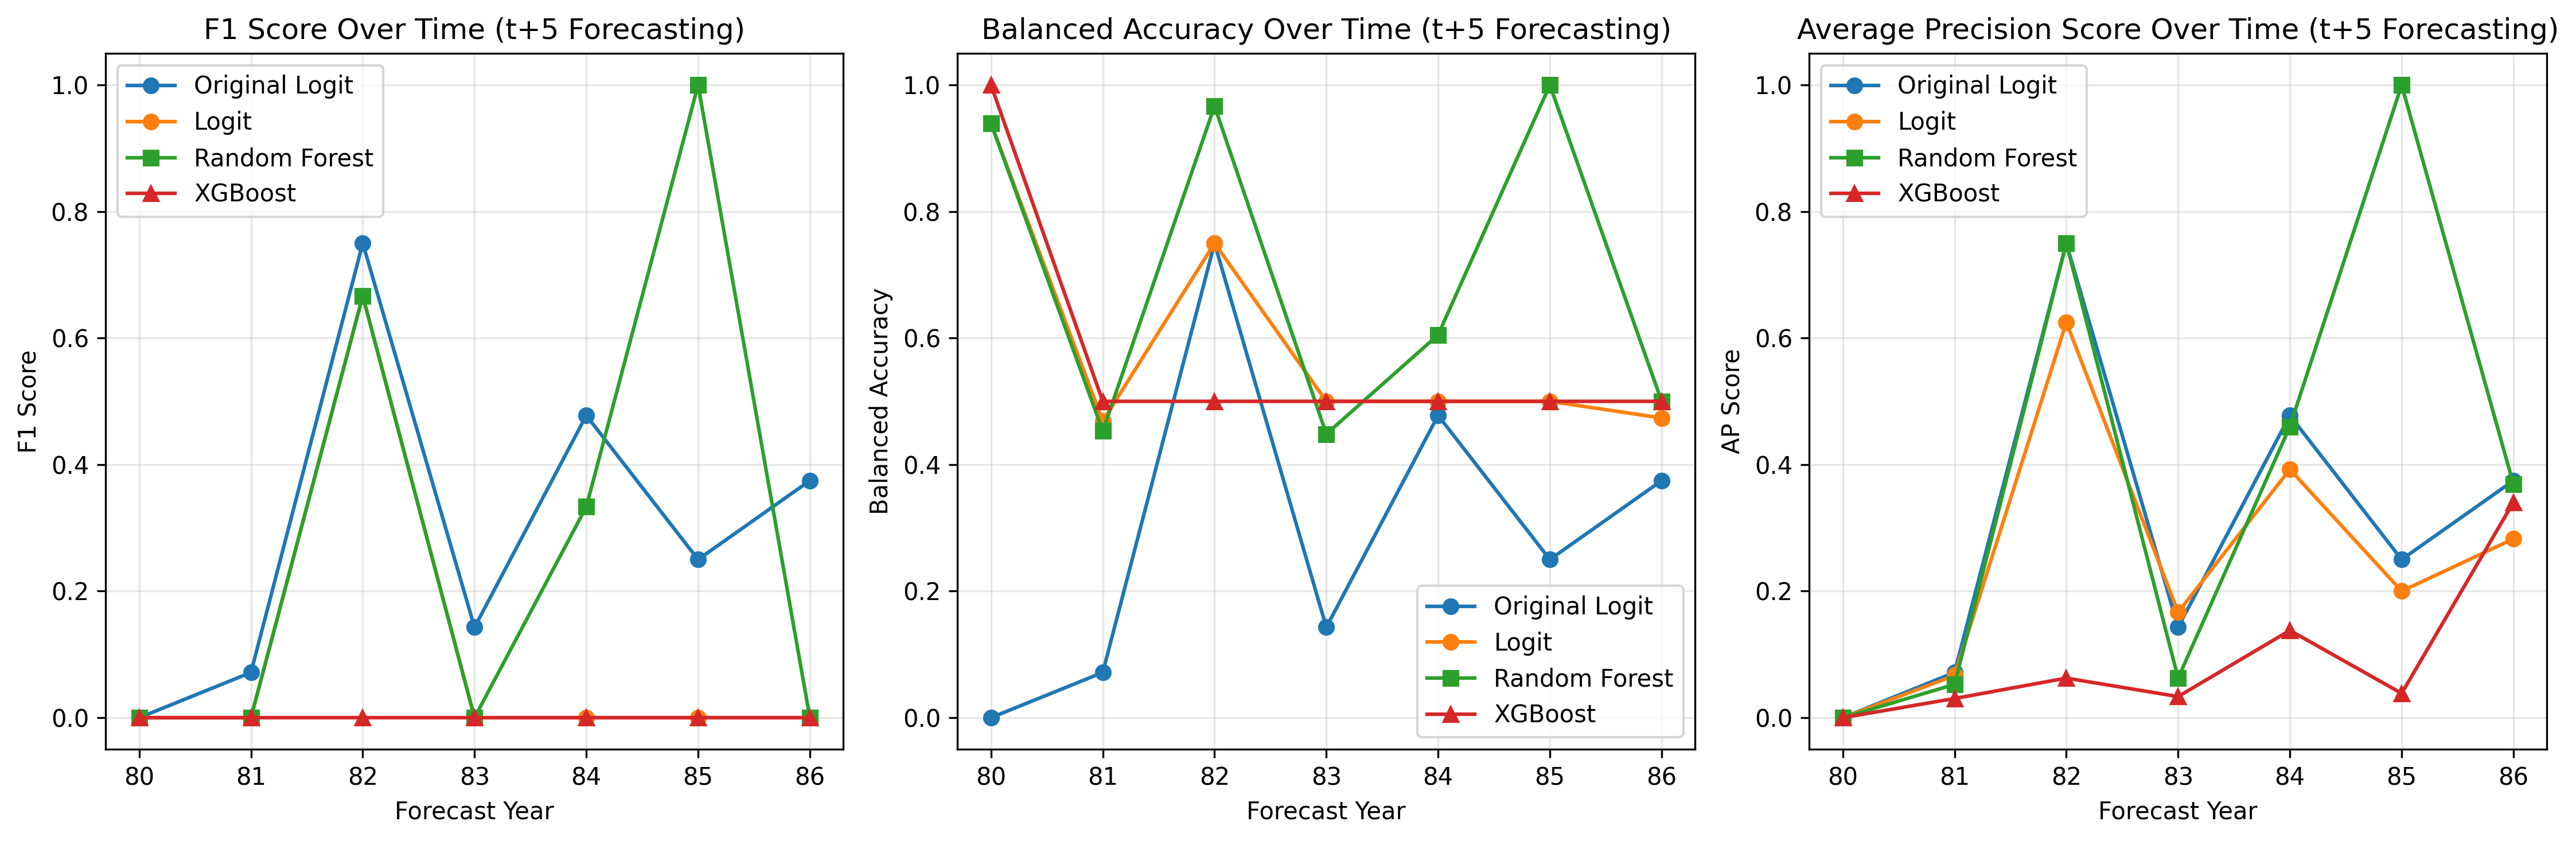 F1 Score Over Time (t+5 Forecasting)
Original Logit
Logit
Random Forest
XGBoost
1.0
0.8
0.6
0.4
0.2
0.0
F1 Score
80 81 82 83 84 85 86
Forecast Year
Balanced Accuracy Over Time (t+5 Forecasting)
1.0
0.8
0.6
0.4
0.2
0.0
Balanced Accuracy
Original Logit
Logit
Random Forest
XGBoost
80 81 82 83 84 85 86
Forecast Year
Average Precision Score Over Time (t+5 Forecasting)
Original Logit
Logit
Random Forest
XGBoost
1.0
0.8
0.6
0.4
0.2
0.0
AP Score
80 81 82 83 84 85 86
Forecast Year